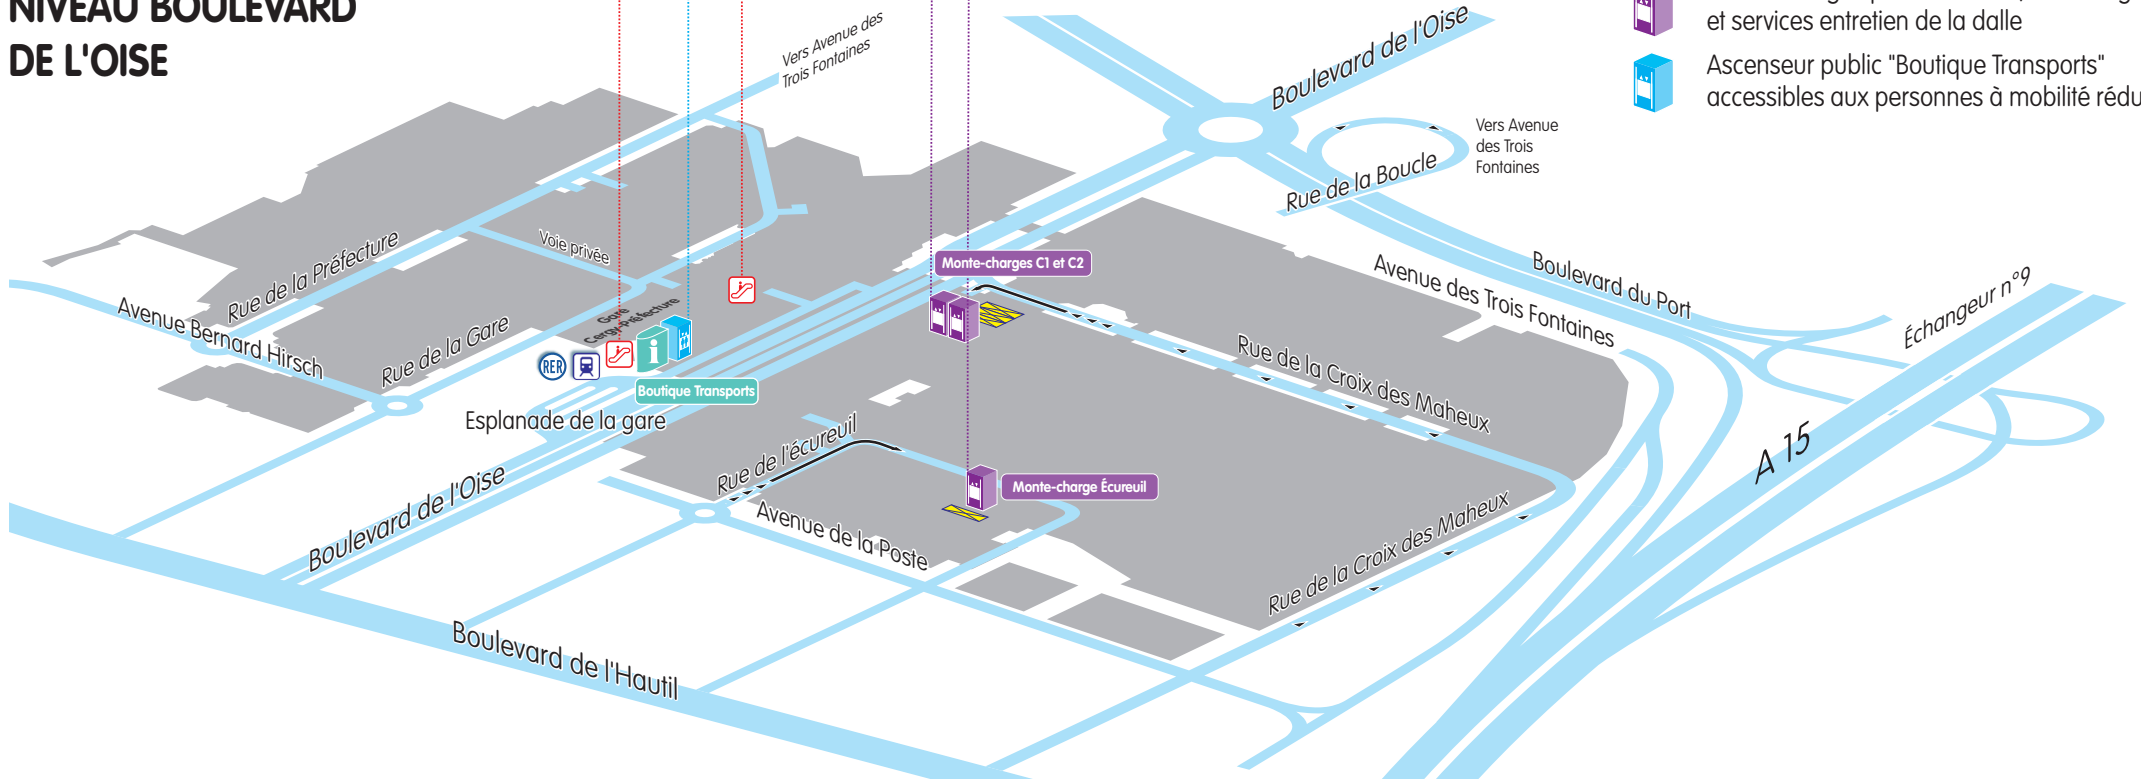 NIVEAU BOULEVARD
DE L'OISE
et services entretien de la dalle
Ascenseur public "Boutique Transports"
accessibles aux personnes à mobilité
Vers Avenue des
Trois Fontaines
Boulevard de l'Oise
Vers Avenue
des Trois
Fontaines
Rue de la Boucle
Rue de la Préfecture
Voie privée
Monte-charges C1 et C2
Avenue des Trois Fontaines
Boulevard du Port
Échangeur n°9
Avenue Bernard Hirsch
Rue de la Gare
Gare
Cergy-Préfecture
RER
i
Boutique Transports
Esplanade de la gare
Rue de la Croix des Maheux
Rue de l'écureuil
A 15
Boulevard de l'Oise
Monte-charge Écureuil
Avenue de la Poste
Rue de la Croix des Maheux
Boulevard de l'Hautil